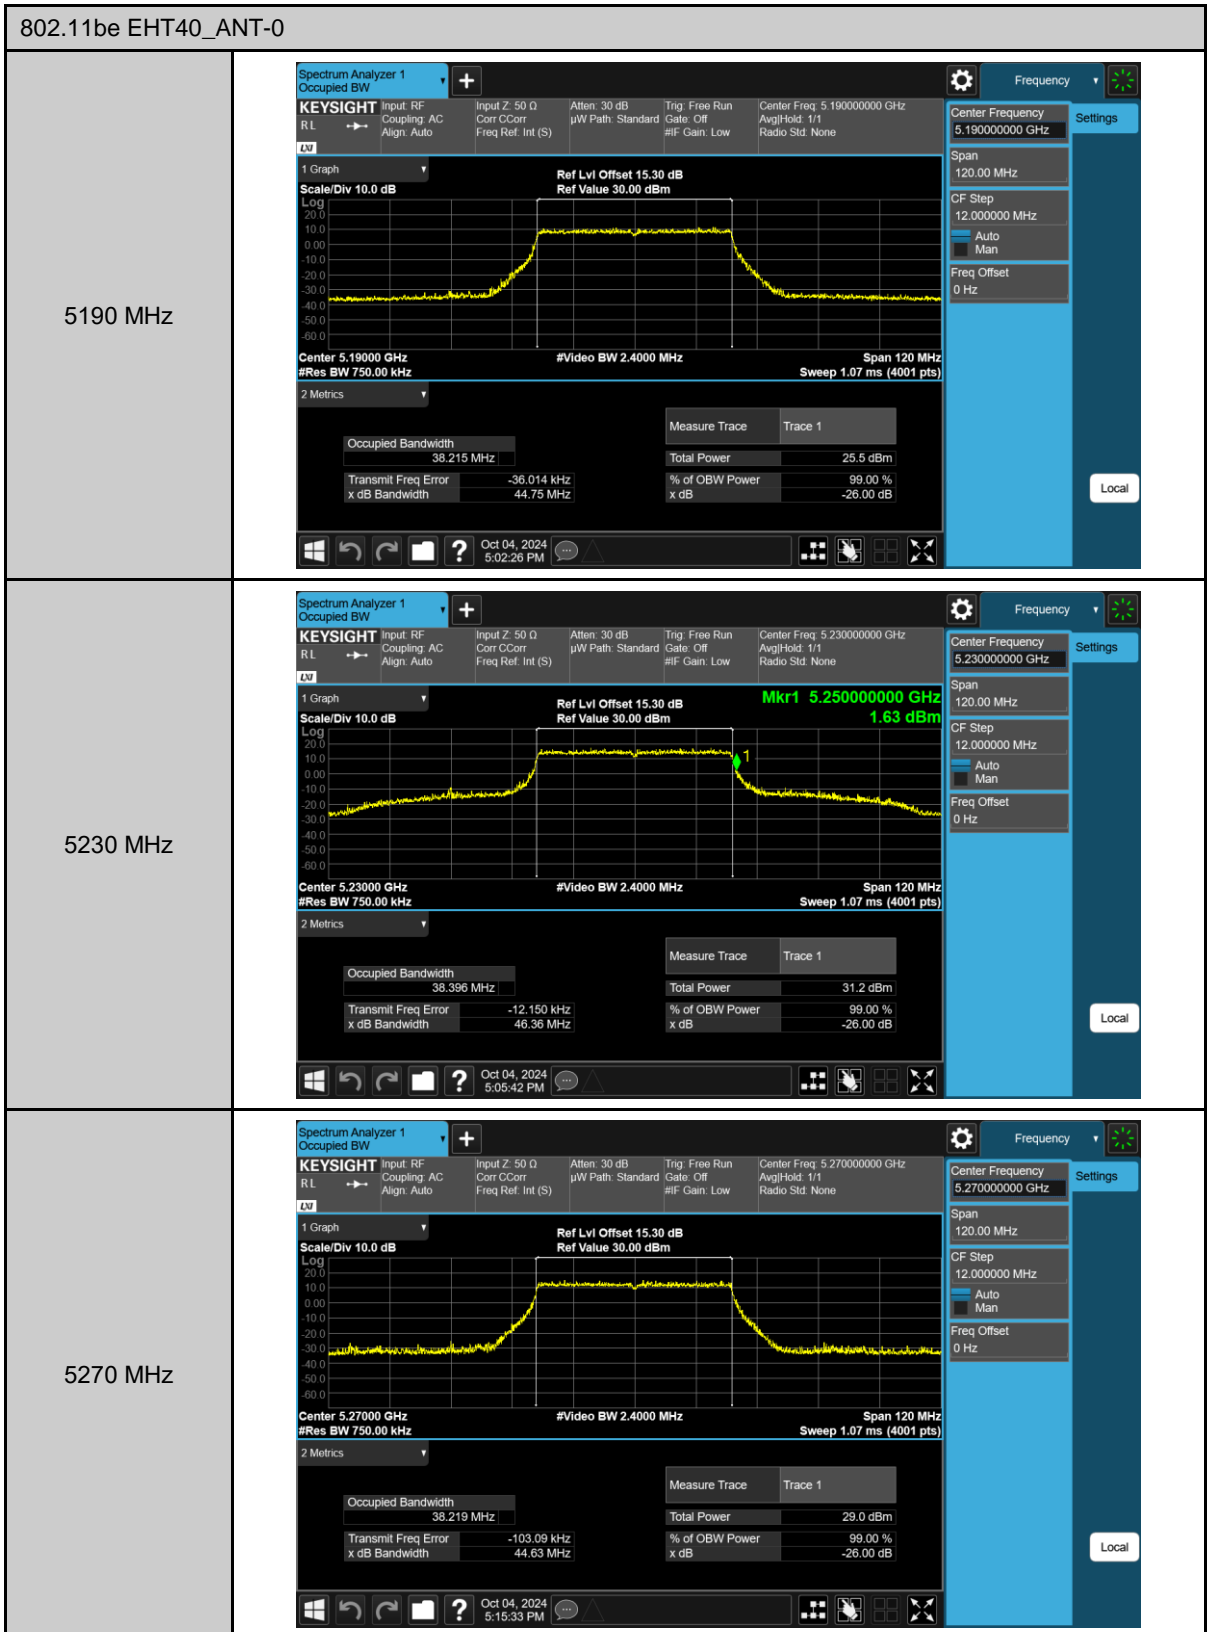 802.11be EHT40_ANT-0
5190 MHz
Spectrum Analyzer 1
Occupied BW
Frequency
KEYSIGHT
RL
LXI
Input: RF
Coupling: AC
Align: Auto
Input Z: 50 Ω
Corr CCorr
Freq Ref: Int (S)
Atten: 30 dB
µW Path: Standard
Trig: Free Run
Gate: Off
#IF Gain: Low
Center Freq: 5.190000000 GHz
Avg|Hold: 1/1
Radio Std: None
Center Frequency
5.190000000 GHz
Settings
Span
120.00 MHz
CF Step
12.000000 MHz
Auto
Man
Freq Offset
0 Hz
Local
1 Graph
Scale/Div 10.0 dB
Ref Lvl Offset 15.30 dB
Ref Value 30.00 dBm
Log
20.0
10.0
0.00
-10.0
-20.0
-30.0
-40.0
-50.0
-60.0
Center 5.19000 GHz
#Video BW 2.4000 MHz
Span 120 MHz
#Res BW 750.00 kHz
Sweep 1.07 ms (4001 pts)
2 Metrics
Measure Trace Trace 1
Occupied Bandwidth
38.215 MHz
Total Power 25.5 dBm
Transmit Freq Error -36.014 kHz
% of OBW Power 99.00 %
x dB Bandwidth 44.75 MHz
x dB -26.00 dB
?
Oct 04, 2024
5:02:26 PM
5230 MHz
Spectrum Analyzer 1
Occupied BW
Frequency
KEYSIGHT
RL
LXI
Input: RF
Coupling: AC
Align: Auto
Input Z: 50 Ω
Corr CCorr
Freq Ref: Int (S)
Atten: 30 dB
µW Path: Standard
Trig: Free Run
Gate: Off
#IF Gain: Low
Center Freq: 5.230000000 GHz
Avg|Hold: 1/1
Radio Std: None
Center Frequency
5.230000000 GHz
Settings
Span
120.00 MHz
CF Step
12.000000 MHz
Auto
Man
Freq Offset
0 Hz
Local
1 Graph
Scale/Div 10.0 dB
Ref Lvl Offset 15.30 dB
Ref Value 30.00 dBm
Mkr1 5.250000000 GHz
1.63 dBm
Log
20.0
10.0
0.00
-10.0
-20.0
-30.0
-40.0
-50.0
-60.0
1
Center 5.23000 GHz
#Video BW 2.4000 MHz
Span 120 MHz
#Res BW 750.00 kHz
Sweep 1.07 ms (4001 pts)
2 Metrics
Measure Trace Trace 1
Occupied Bandwidth
38.396 MHz
Total Power 31.2 dBm
Transmit Freq Error -12.150 kHz
% of OBW Power 99.00 %
x dB Bandwidth 46.36 MHz
x dB -26.00 dB
?
Oct 04, 2024
5:05:42 PM
5270 MHz
Spectrum Analyzer 1
Occupied BW
Frequency
KEYSIGHT
RL
LXI
Input: RF
Coupling: AC
Align: Auto
Input Z: 50 Ω
Corr CCorr
Freq Ref: Int (S)
Atten: 30 dB
µW Path: Standard
Trig: Free Run
Gate: Off
#IF Gain: Low
Center Freq: 5.270000000 GHz
Avg|Hold: 1/1
Radio Std: None
Center Frequency
5.270000000 GHz
Settings
Span
120.00 MHz
CF Step
12.000000 MHz
Auto
Man
Freq Offset
0 Hz
Local
1 Graph
Scale/Div 10.0 dB
Ref Lvl Offset 15.30 dB
Ref Value 30.00 dBm
Log
20.0
10.0
0.00
-10.0
-20.0
-30.0
-40.0
-50.0
-60.0
Center 5.27000 GHz
#Video BW 2.4000 MHz
Span 120 MHz
#Res BW 750.00 kHz
Sweep 1.07 ms (4001 pts)
2 Metrics
Measure Trace Trace 1
Occupied Bandwidth
38.219 MHz
Total Power 29.0 dBm
Transmit Freq Error -103.09 kHz
% of OBW Power 99.00 %
x dB Bandwidth 44.63 MHz
x dB -26.00 dB
?
Oct 04, 2024
5:15:33 PM